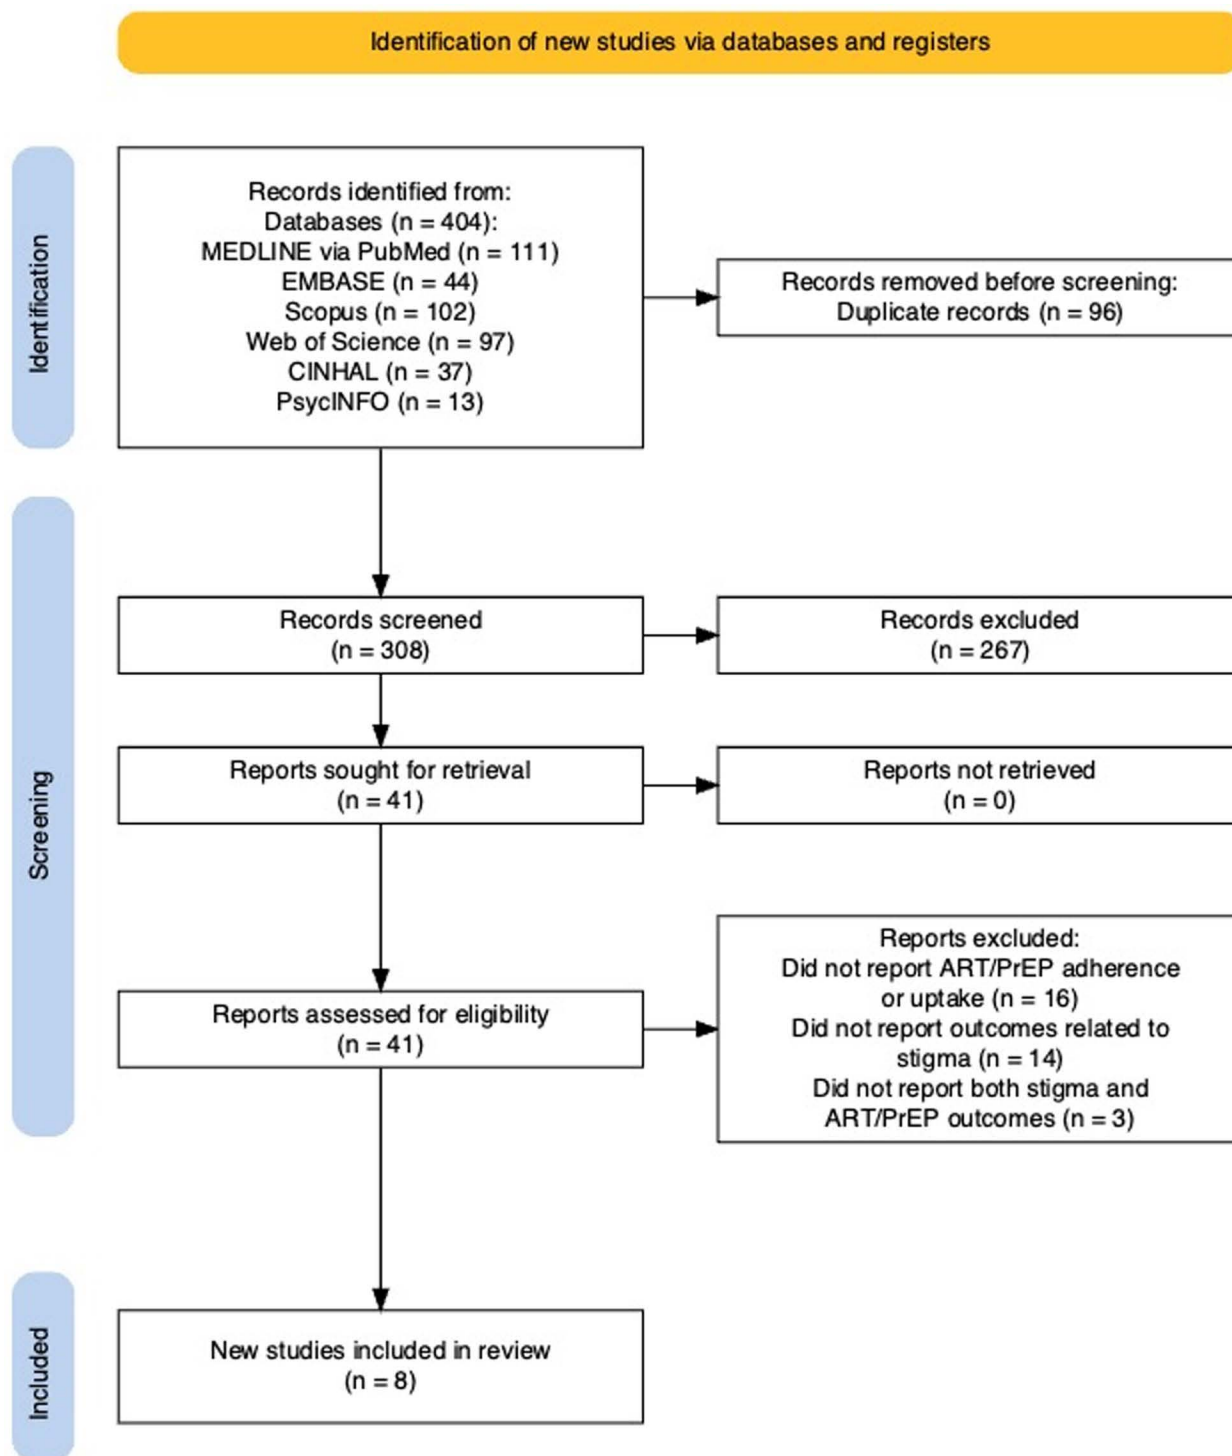 Identification of new studies via databases and registers
Identification
Records identified from:
Databases (n = 404):
MEDLINE via PubMed (n = 111)
EMBASE (n = 44)
Scopus (n = 102)
Web of Science (n = 97)
CINHAL (n = 37)
PsycINFO (n = 13)
Records removed before screening:
Duplicate records (n = 96)
Screening
Records screened
(n = 308)
Records excluded
(n = 267)
Reports sought for retrieval
(n = 41)
Reports not retrieved
(n = 0)
Reports assessed for eligibility
(n = 41)
Reports excluded:
Did not report ART/PrEP adherence
or uptake (n = 16)
Did not report outcomes related to
stigma (n = 14)
Did not report both stigma and
ART/PrEP outcomes (n = 3)
Included
New studies included in review
(n = 8)